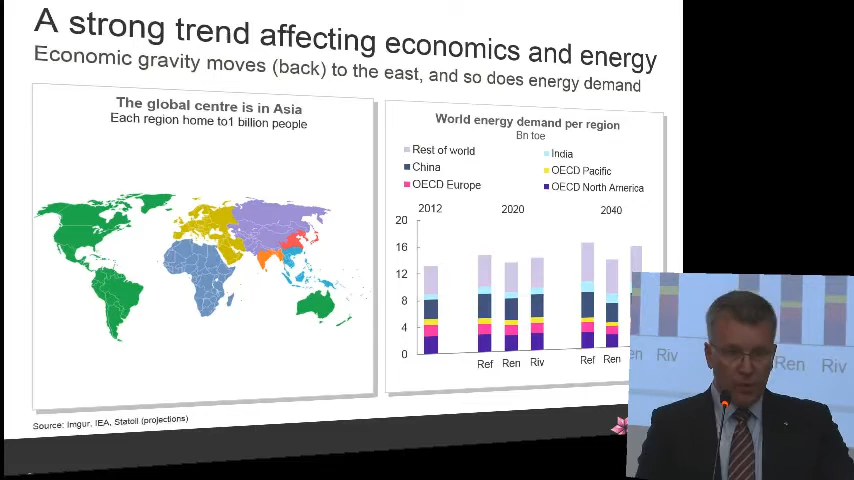 A strong trend affecting economics and energy
Economic gravity moves (back) to the east, and so does energy demand
The global centre is in Asia
Each region home to1 billion people
World energy demand per region
Bn toe
Rest of world
India
China
OECD Pacific
OECD Europe
OECD North America
2012
2020
2040
20
16
12
8
4
0
Ref
Ren
Riv
Ref
Ren
en
Riv
Ren
Riv
Source: Imgur, IEA, Statoil (projections)